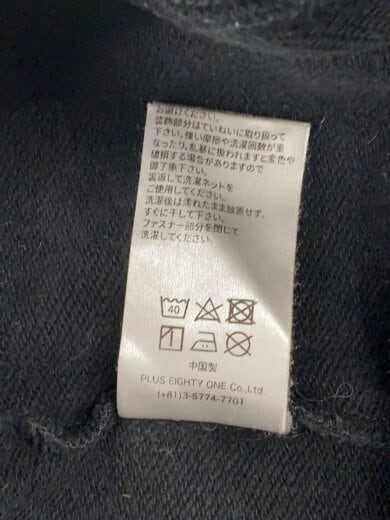 お避けください。
装飾部分はていねいに取り扱って
下さい。強い摩擦や洗濯回数が重
なったり、乱暴に扱われますと変色や
破損する場合がありますので
御了承下さい。
裏返して洗濯ネットを
ご使用してください。
洗濯後は濡れたまま放置せず、
すぐに干して下さい。
ファスナー部分を閉じて
洗濯してください。
40
中国製
PLUS EIGHTY ONE Co.,Ltd.
(+81)3-5774-7701